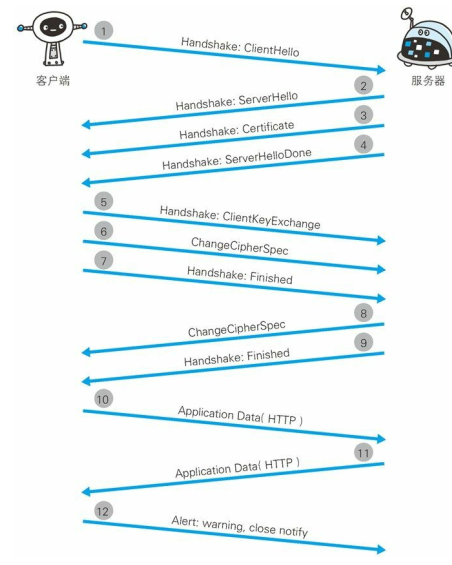 1
Handshake: ClientHello
客户端
服务器
2
Handshake: ServerHello
3
Handshake: Certificate
4
Handshake: ServerHelloDone
5
Handshake: ClientKeyExchange
6
ChangeCipherSpec
7
Handshake: Finished
8
ChangeCipherSpec
9
Handshake: Finished
10
Application Data( HTTP )
11
Application Data( HTTP )
12
Alert: warning, close notify